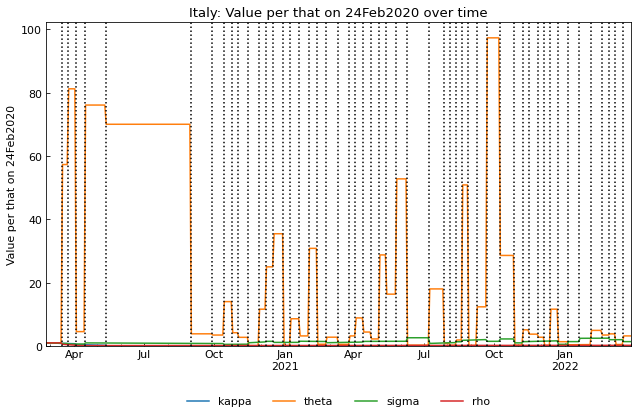 Italy: Value per that on 24Feb2020 over time
Value per that on 24Feb2020
100
80
60
40
20
0
Apr Jul Oct Jan Apr Jul Oct Jan
2021 2022
kappa theta sigma rho